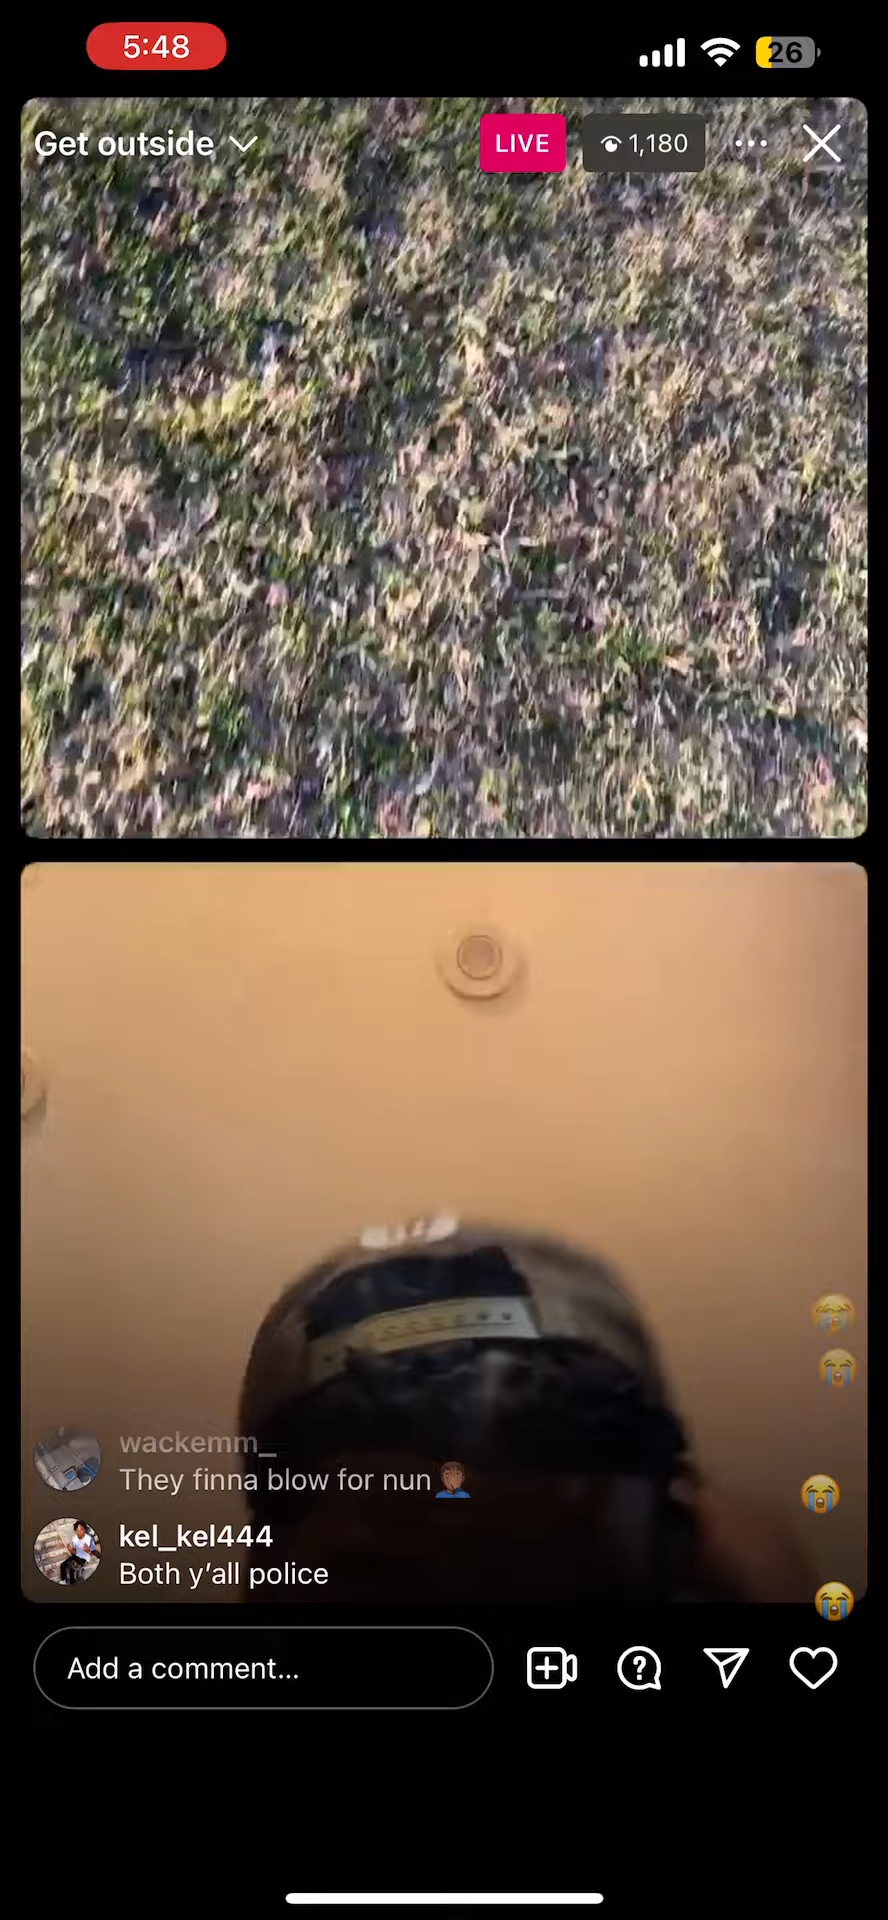 5:48
26
Get outside
LIVE
1,180
wackemm_
They finna blow for nun🤦🏾‍♂️
kel_kel444
Both y’all police
Add a comment...